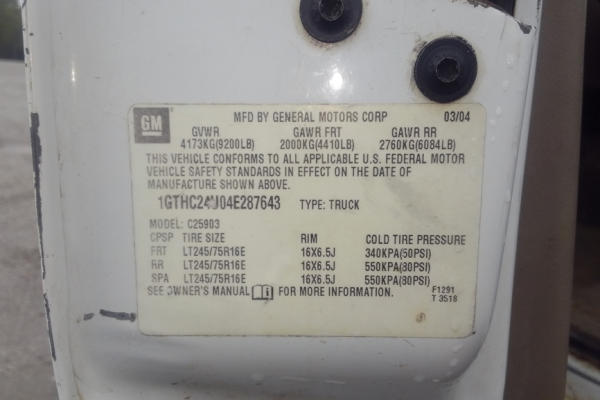 GM
MFD BY GENERAL MOTORS CORP 03/04
GVWR GAWR FRT GAWR RR
4173KG(9200LB) 2000KG(4410LB) 2760KG(6084LB)
THIS VEHICLE CONFORMS TO ALL APPLICABLE U.S. FEDERAL MOTOR
VEHICLE SAFETY STANDARDS IN EFFECT ON THE DATE OF
MANUFACTURE SHOWN ABOVE.
TYPE: TRUCK
MODEL: C25903
CPSP TIRE SIZE RIM COLD TIRE PRESSURE
FRT LT245/75R16E 16X6.5J 340KPA(50PSI)
RR LT245/75R16E 16X6.5J 550KPA(80PSI)
SPA LT245/75R16E 16X6.5J 550KPA(80PSI)
SEE OWNER'S MANUAL FOR MORE INFORMATION.
F1291
T 3518